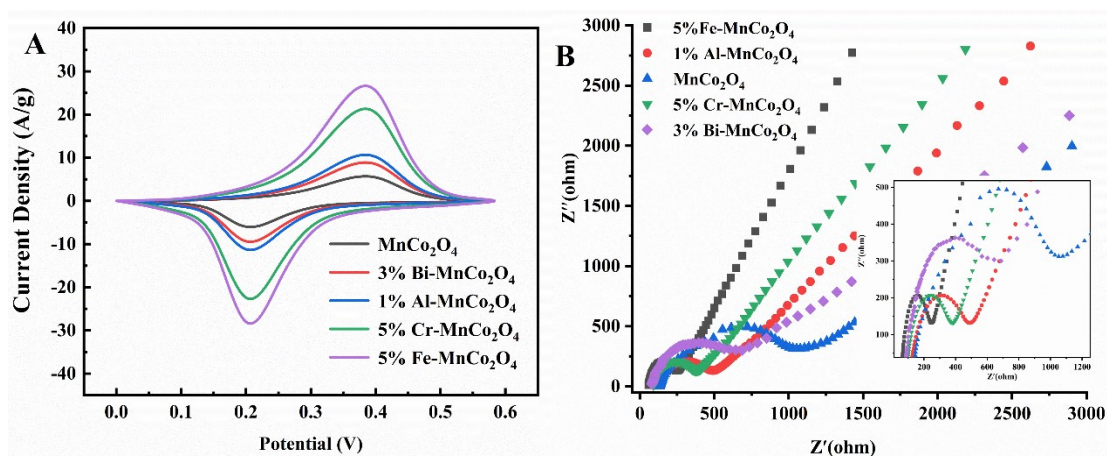 A
Current Density (A/g)
40
30
20
10
0
-10
-20
-30
-40
0.0 0.1 0.2 0.3 0.4 0.5 0.6
Potential (V)
MnCo₂O₄
3% Bi-MnCo₂O₄
1% Al-MnCo₂O₄
5% Cr-MnCo₂O₄
5% Fe-MnCo₂O₄
B
Z''(ohm)
3000
2500
2000
1500
1000
500
0
0 500 1000 1500 2000 2500 3000
Z'(ohm)
5%Fe-MnCo₂O₄
1% Al-MnCo₂O₄
MnCo₂O₄
5% Cr-MnCo₂O₄
3% Bi-MnCo₂O₄
Z''(ohm)
500
400
300
200
100
200 400 600 800 1000 1200
Z'(ohm)